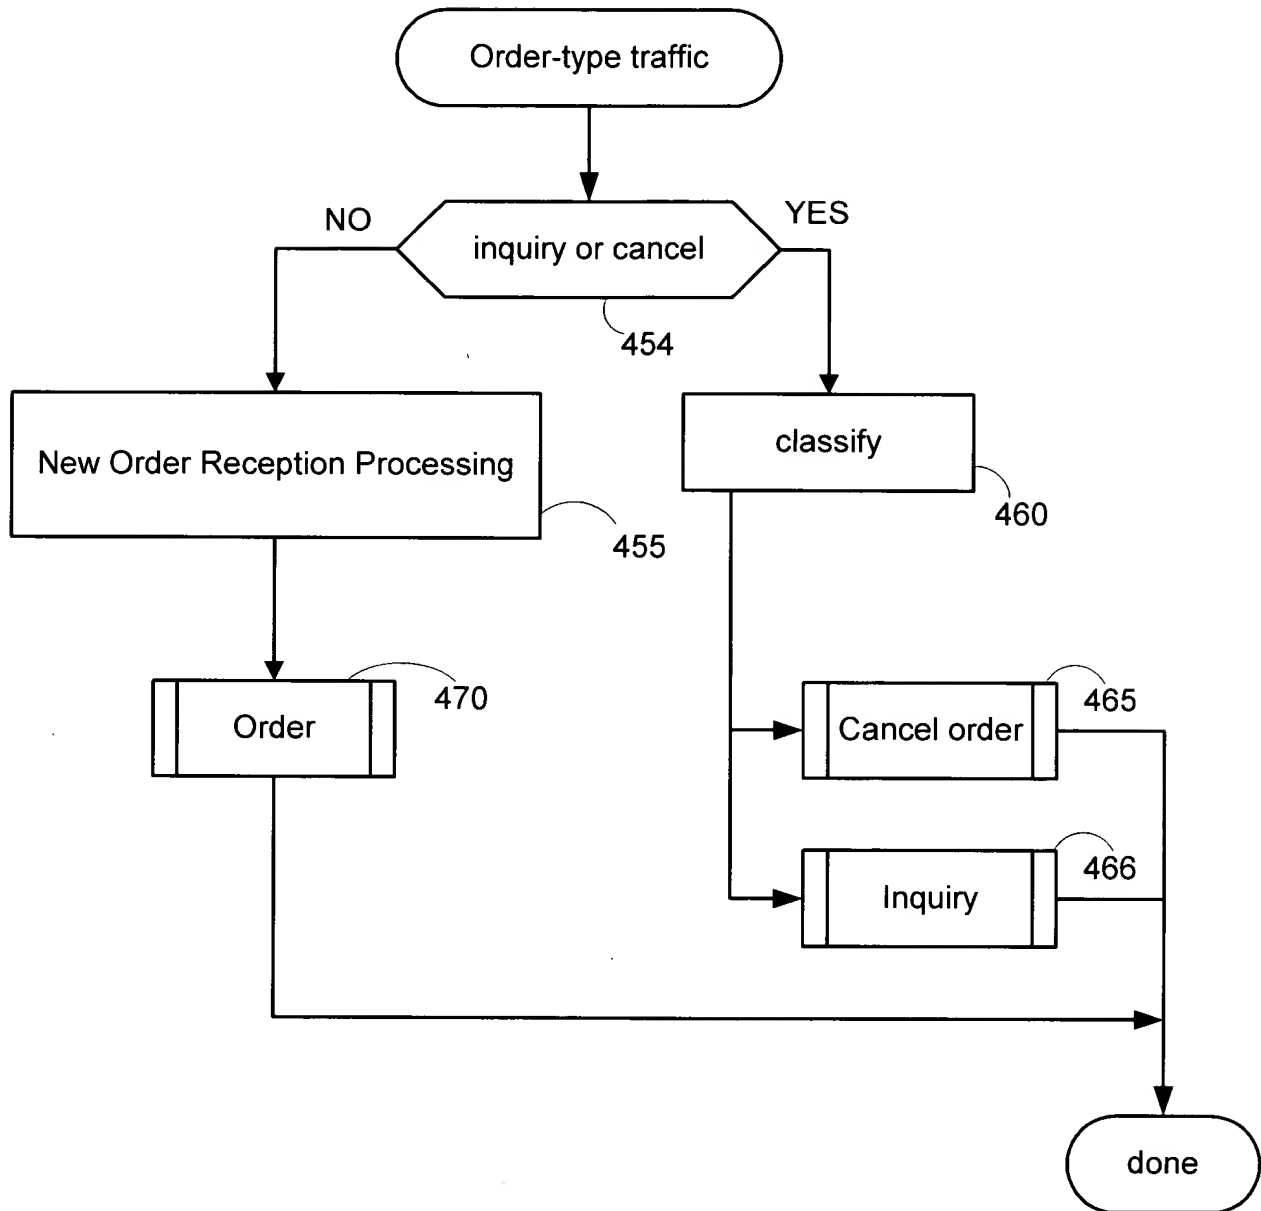 Order-type traffic
NO
YES
inquiry or cancel
454
New Order Reception Processing
classify
455
460
Order
470
Cancel order
465
Inquiry
466
done